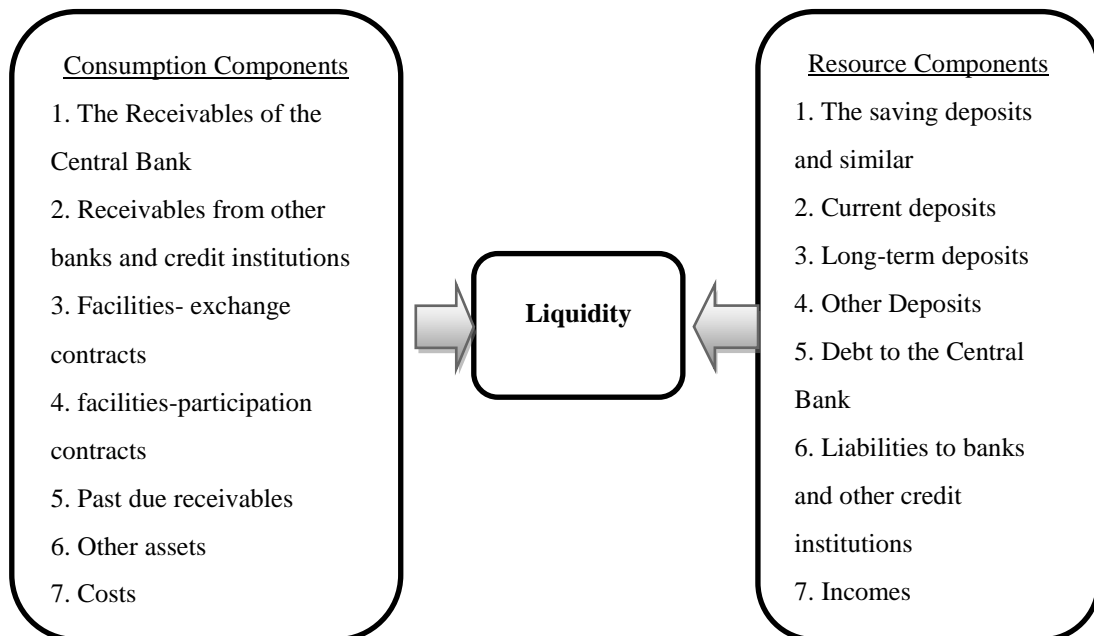 Consumption Components
1. The Receivables of the
Central Bank
2. Receivables from other
banks and credit institutions
3. Facilities- exchange
contracts
4. facilities-participation
contracts
5. Past due receivables
6. Other assets
7. Costs
Liquidity
Resource Components
1. The saving deposits
and similar
2. Current deposits
3. Long-term deposits
4. Other Deposits
5. Debt to the Central
Bank
6. Liabilities to banks
and other credit
institutions
7. Incomes